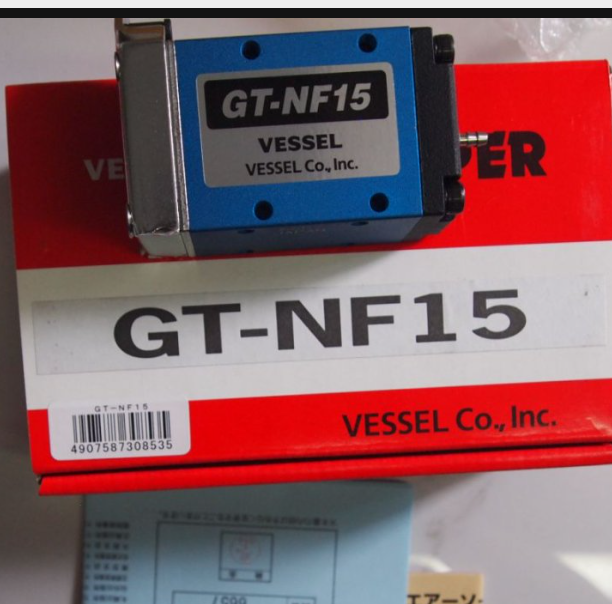 GT-NF15
VESSEL
VESSEL Co., Inc.
VE
PER
GT-NF15
GT-NF15
4907587308535
VESSEL Co., Inc.
エアーソ